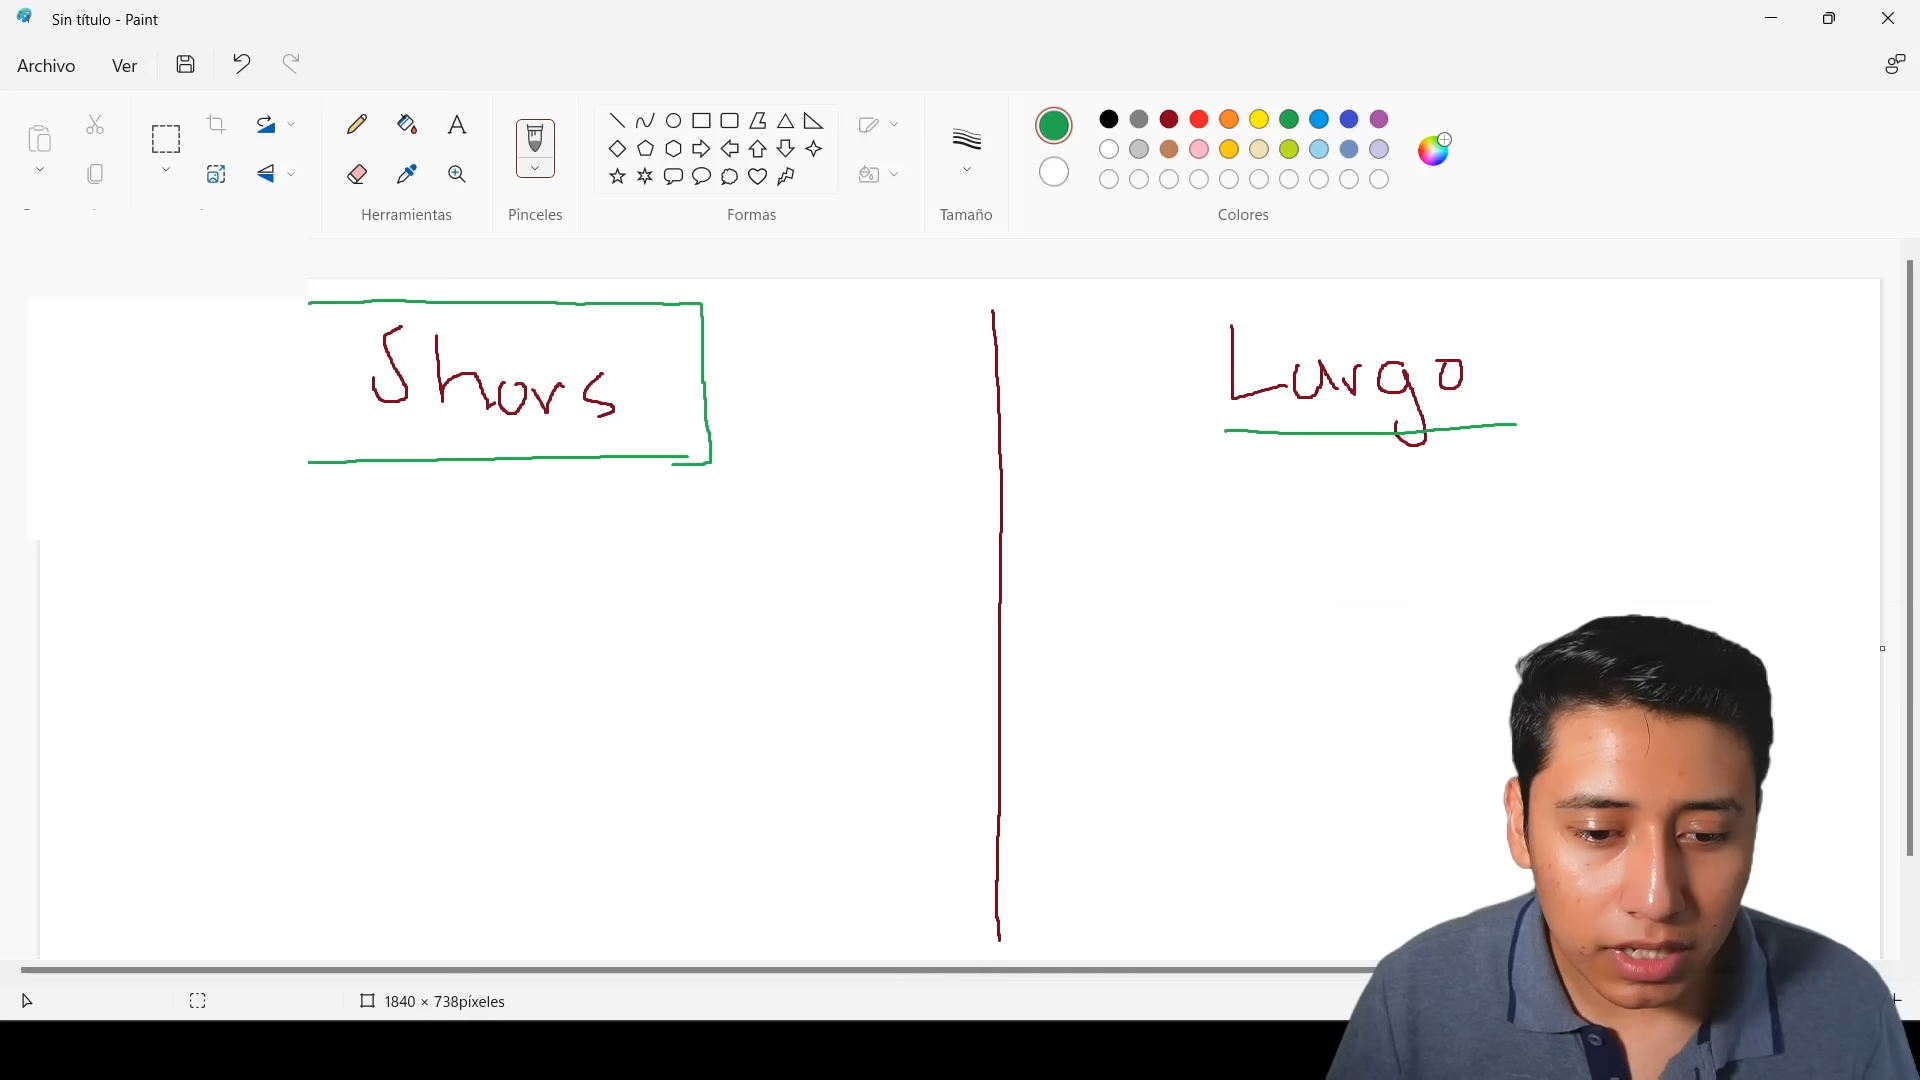 Sin título - Paint
Archivo Ver
Herramientas Pinceles Formas Tamaño Colores
Shors Largo
1840 × 738píxeles